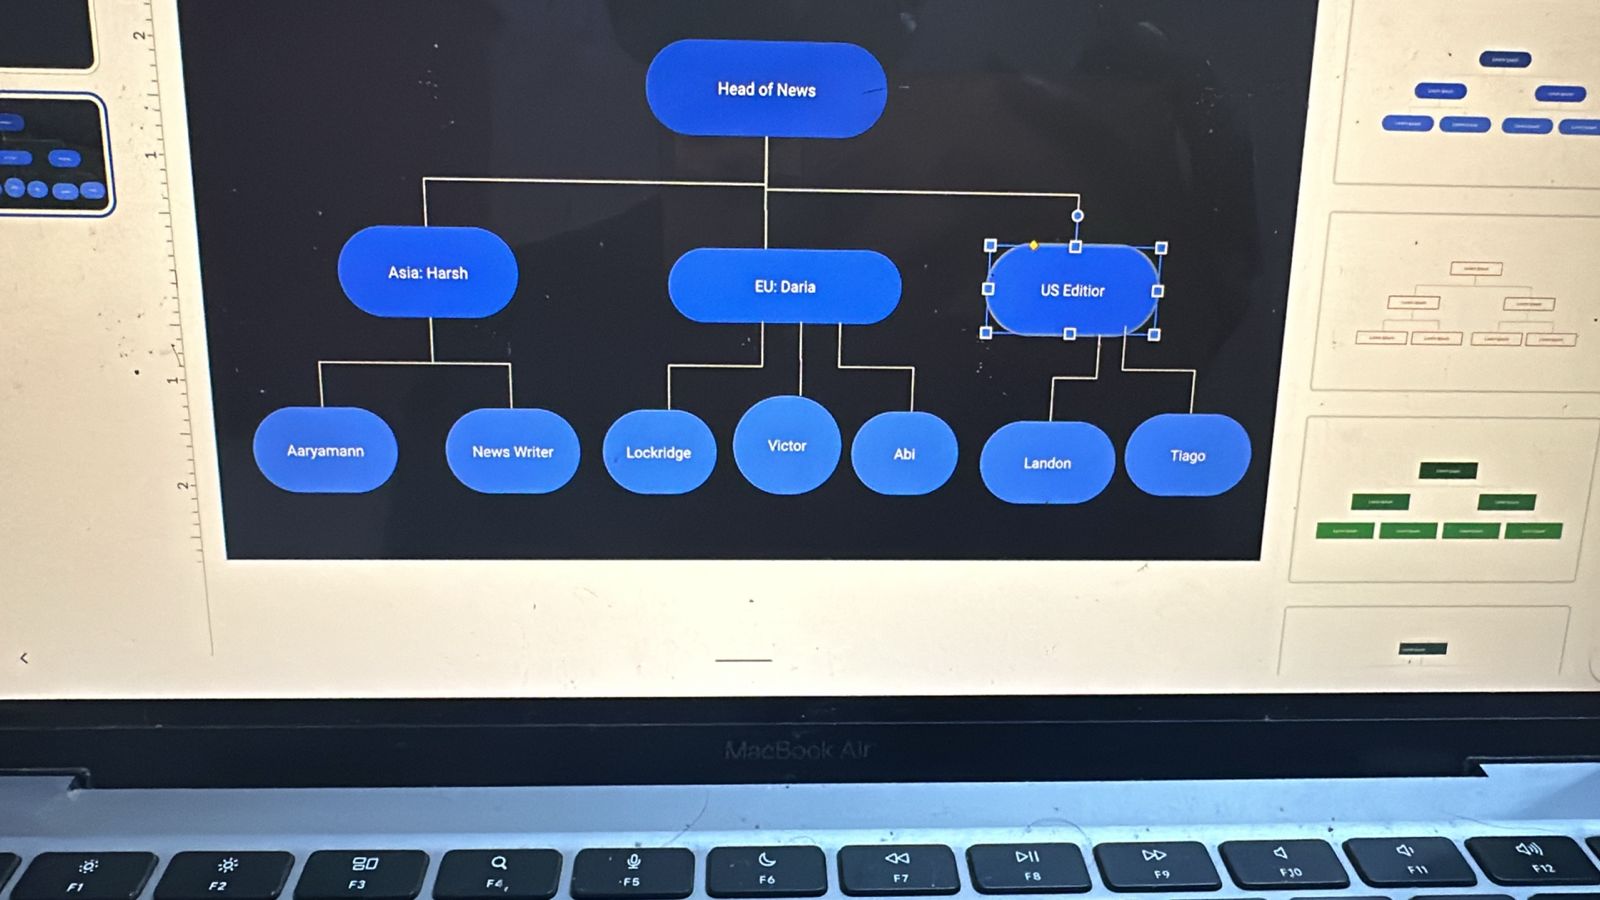 2
1
1
2
Head of News
Asia: Harsh
EU: Daria
US Editior
Aaryamann
News Writer
Lockridge
Victor
Abi
Landon
Tiago
MacBook Air
F1
F2
F3
F4
F5
F6
F7
F8
F9
F10
F11
F12